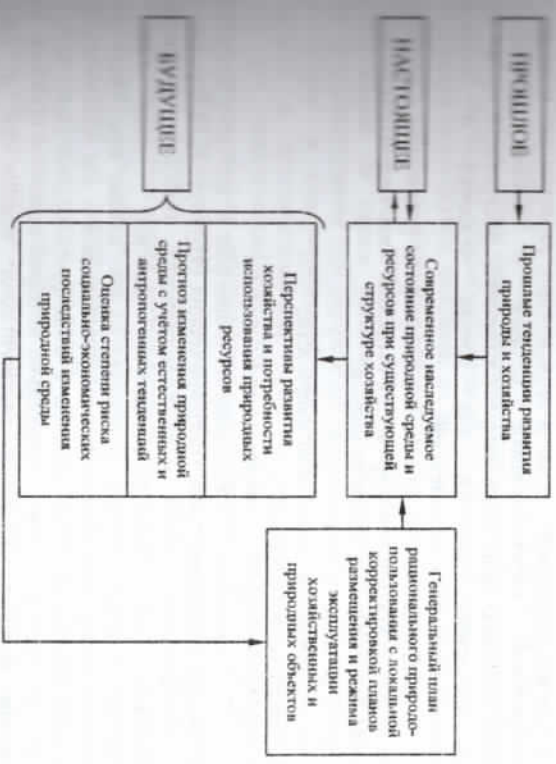 ПРОШЛОЕ
Прошлые тенденции развития
природы и хозяйства
НАСТОЯЩЕЕ
Современное наследуемое
состояние природной среды и
ресурсов при существующей
структуре хозяйства
Генеральный план
рационального природо-
пользования с локальной
корректировкой планов
размещения и режима
эксплуатации
хозяйственных и
природных объектов
БУДУЩЕЕ
Перспективы развития
хозяйства и потребности
использования природных
ресурсов
Прогноз изменения природной
среды с учётом естественных и
антропогенных тенденций
Оценка степени риска
социально-экономических
последствий изменения
природной среды